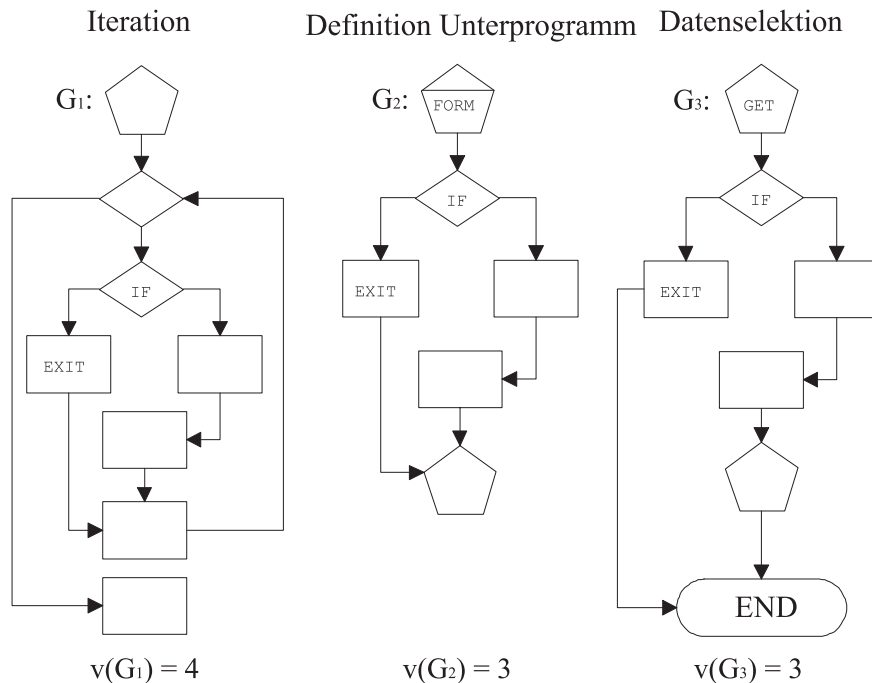 Iteration
Definition Unterprogramm
Datenselektion
G1:
G2:
FORM
G3:
GET
IF
IF
IF
EXIT
EXIT
EXIT
END
v(G1) = 4
v(G2) = 3
v(G3) = 3